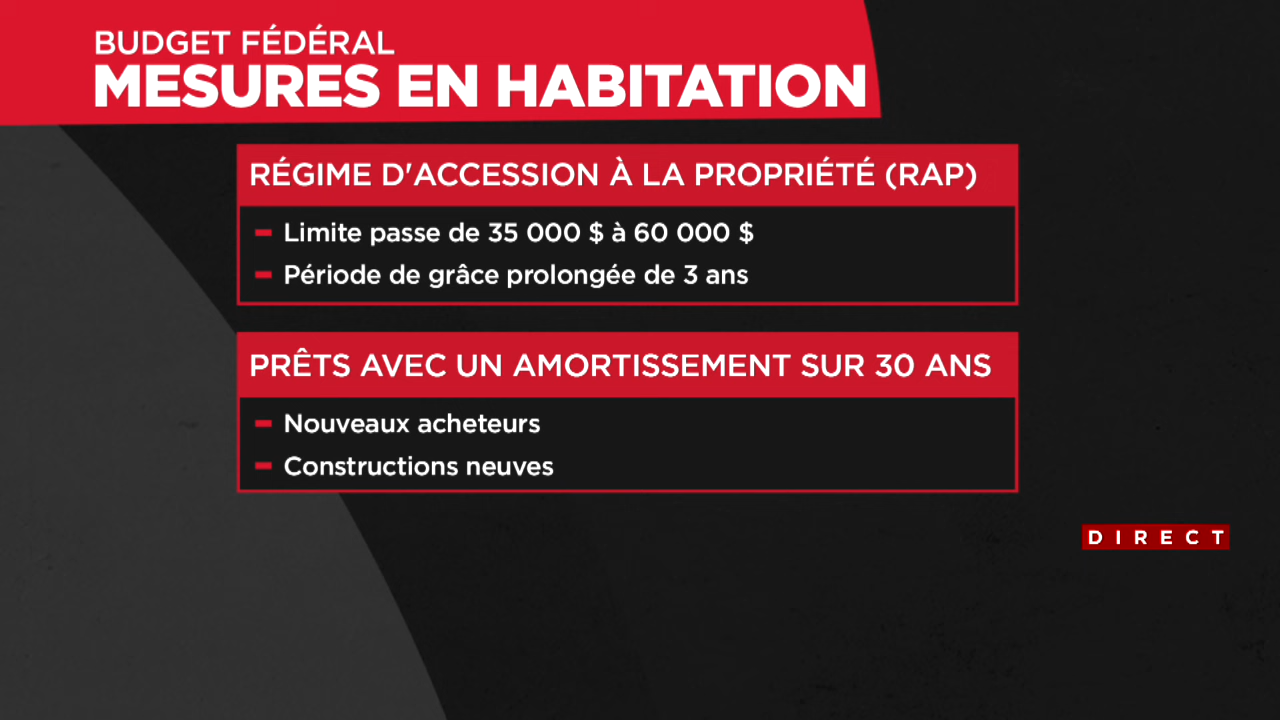 BUDGET FÉDÉRAL
MESURES EN HABITATION
RÉGIME D'ACCESSION À LA PROPRIÉTÉ (RAP)
Limite passe de 35 000 $ à 60 000 $
Période de grâce prolongée de 3 ans
PRÊTS AVEC UN AMORTISSEMENT SUR 30 ANS
Nouveaux acheteurs
Constructions neuves
DIRECT